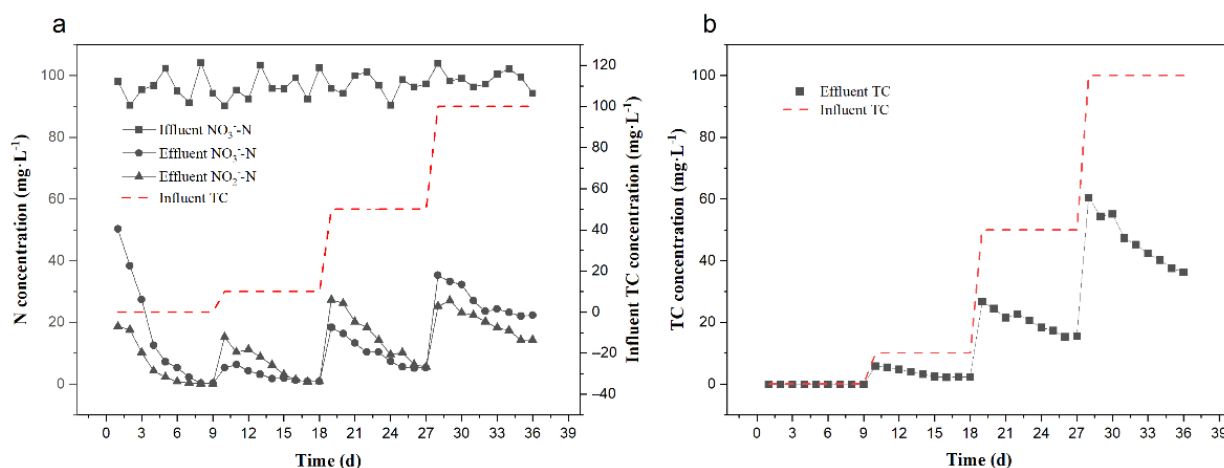 a
N concentration (mg·L⁻¹)
100
80
60
40
20
0
Iffluent NO₃⁻-N
Effluent NO₃⁻-N
Effluent NO₂⁻-N
Influent TC
120
100
80
60
40
20
0
−20
−40
Influent TC concentration (mg·L⁻¹)
0 3 6 9 12 15 18 21 24 27 30 33 36 39
Time (d)
b
TC concentration (mg·L⁻¹)
100
80
60
40
20
0
Effluent TC
Influent TC
0 3 6 9 12 15 18 21 24 27 30 33 36 39
Time (d)